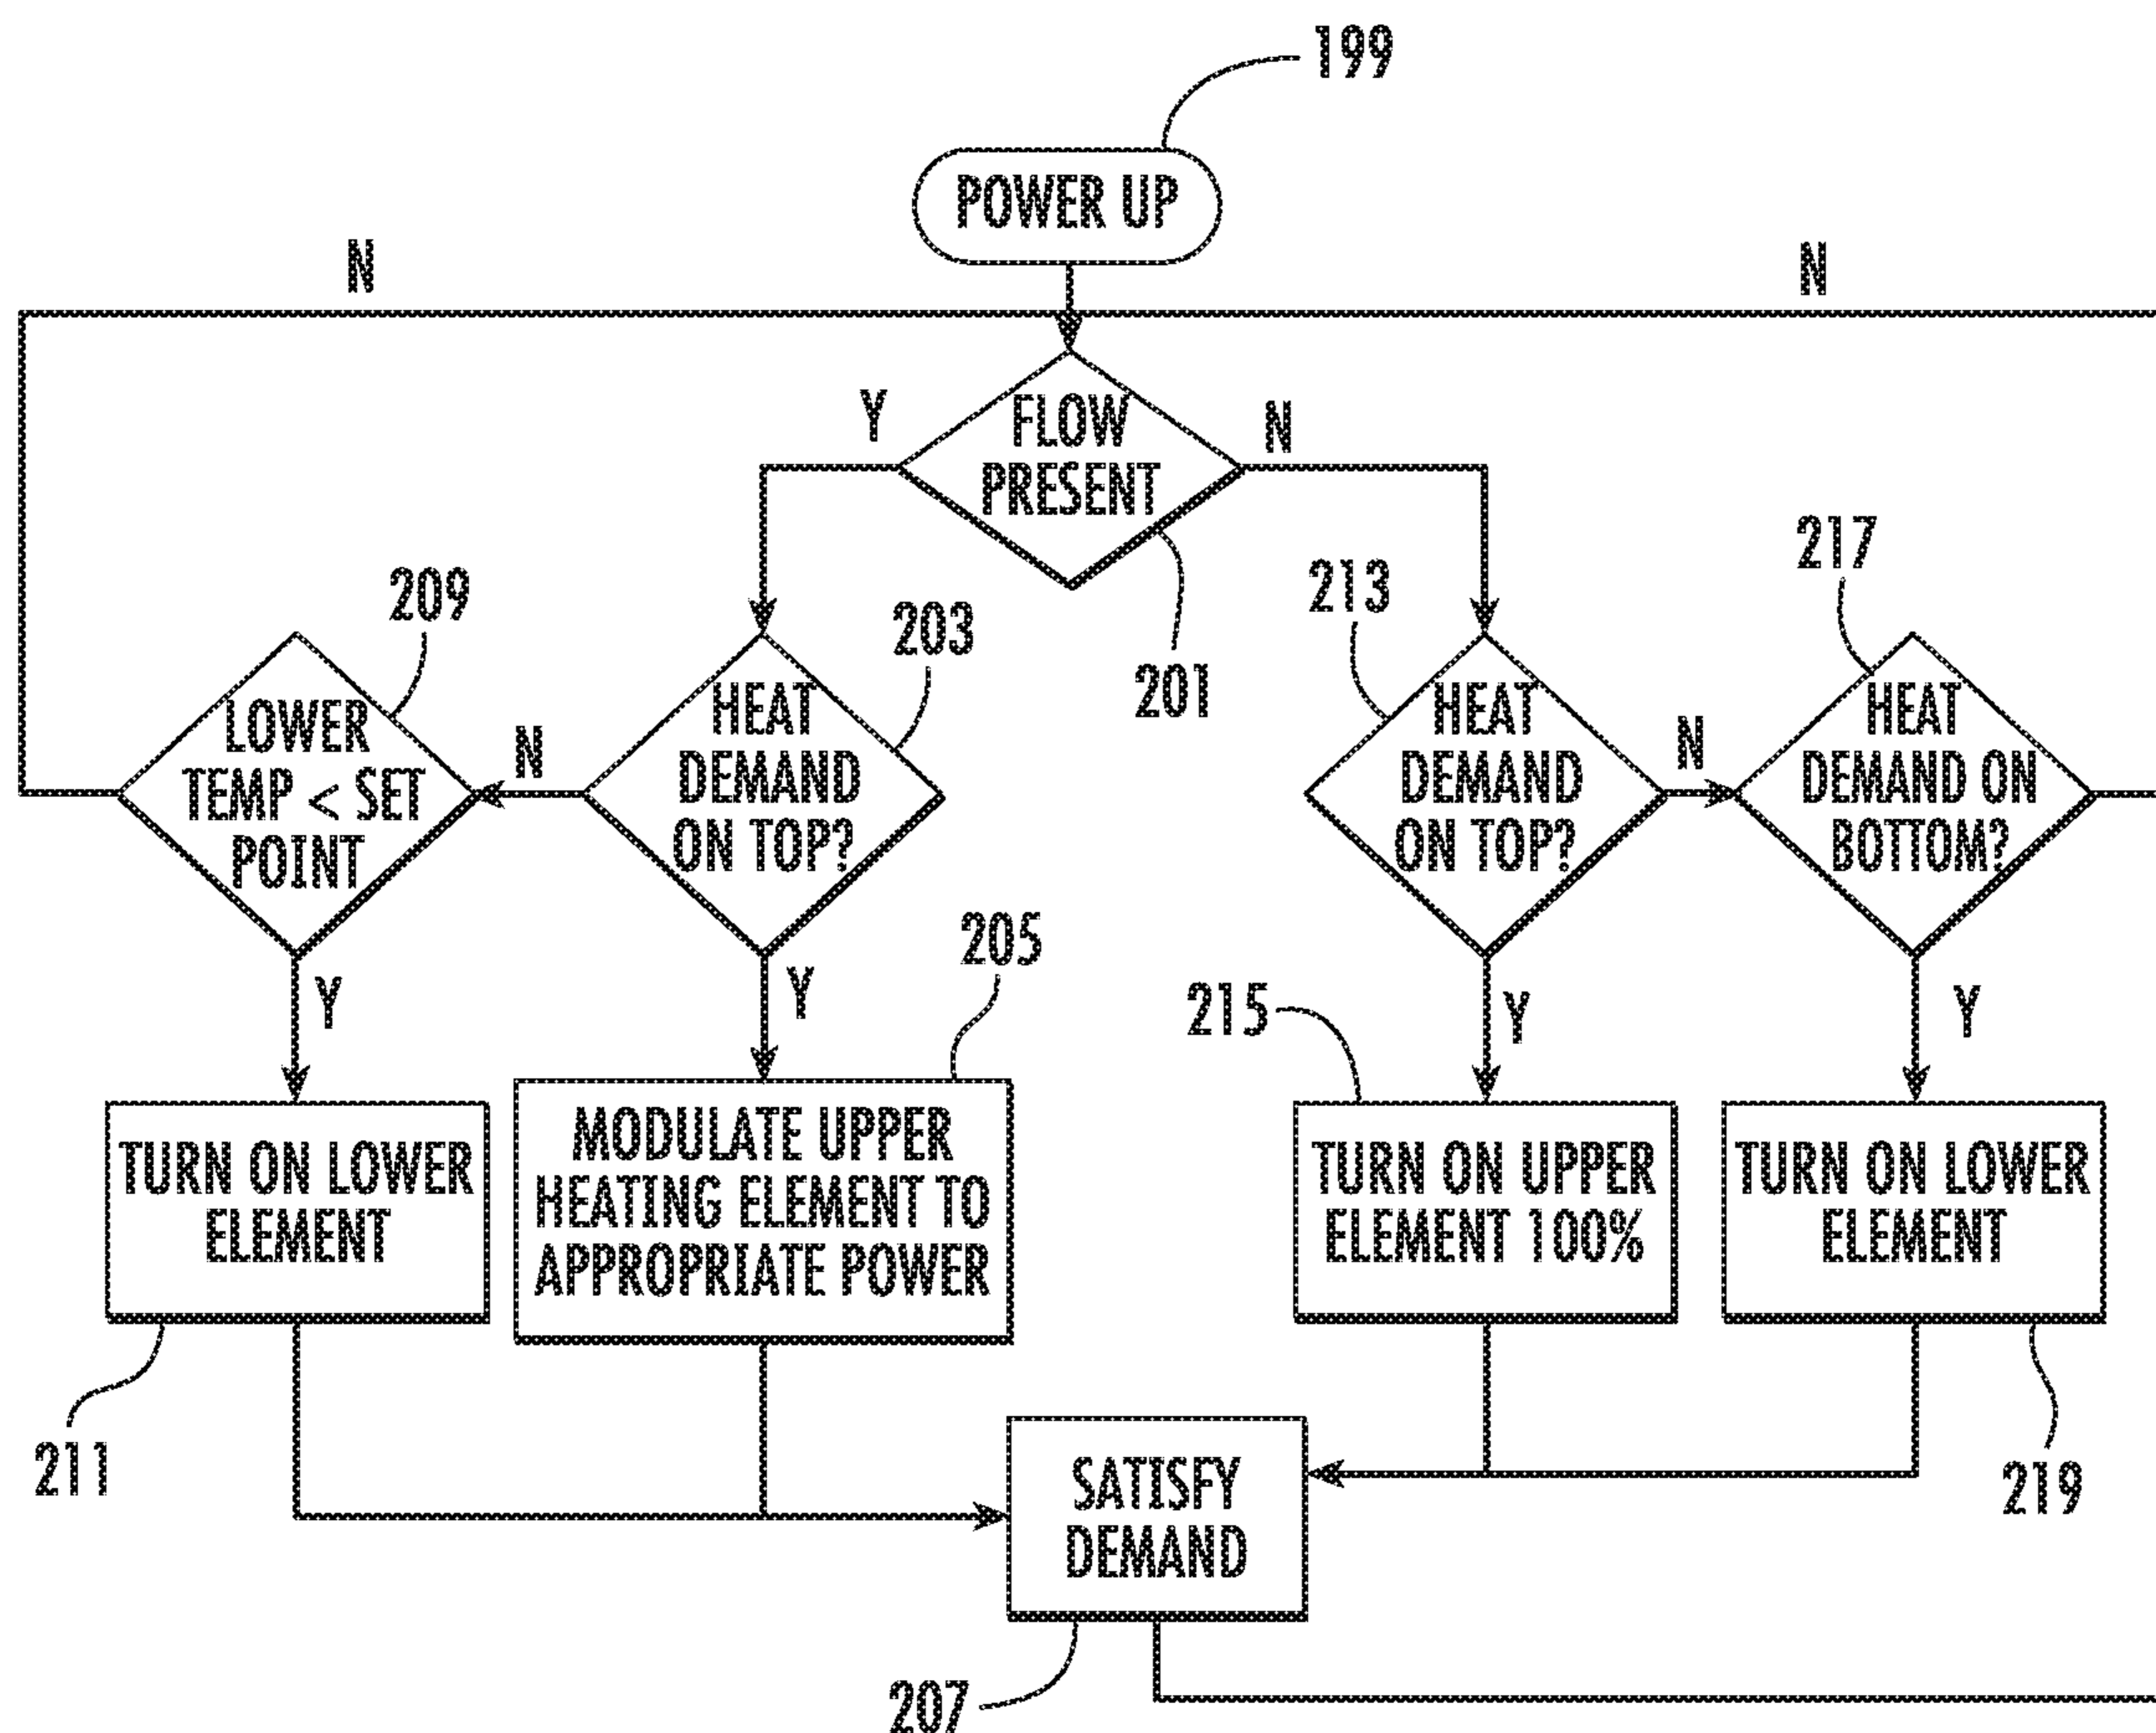 199
POWER UP
N
N
Y
FLOW
PRESENT
N
201
209
203
213
217
LOWER
TEMP < SET
POINT
N
HEAT
DEMAND
ON TOP?
HEAT
DEMAND
ON TOP?
N
HEAT
DEMAND ON
BOTTOM?
Y
Y
205
215
Y
Y
TURN ON LOWER
ELEMENT
MODULATE UPPER
HEATING ELEMENT TO
APPROPRIATE POWER
TURN ON UPPER
ELEMENT 100%
TURN ON LOWER
ELEMENT
211
SATISFY
DEMAND
219
207